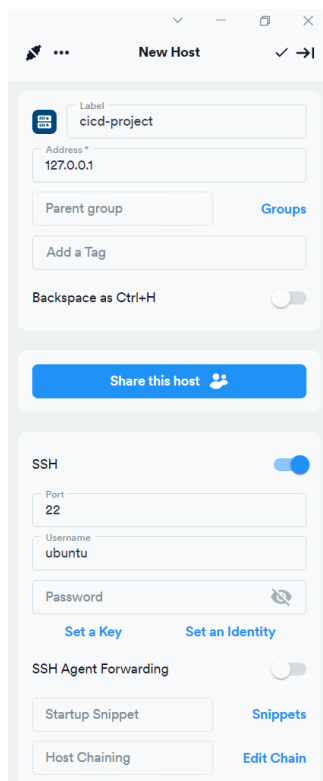 New Host
Label
cicd-project
Address *
127.0.0.1
Parent group
Groups
Add a Tag
Backspace as Ctrl+H
Share this host
SSH
Port
22
Username
ubuntu
Password
Set a Key
Set an Identity
SSH Agent Forwarding
Startup Snippet
Snippets
Host Chaining
Edit Chain